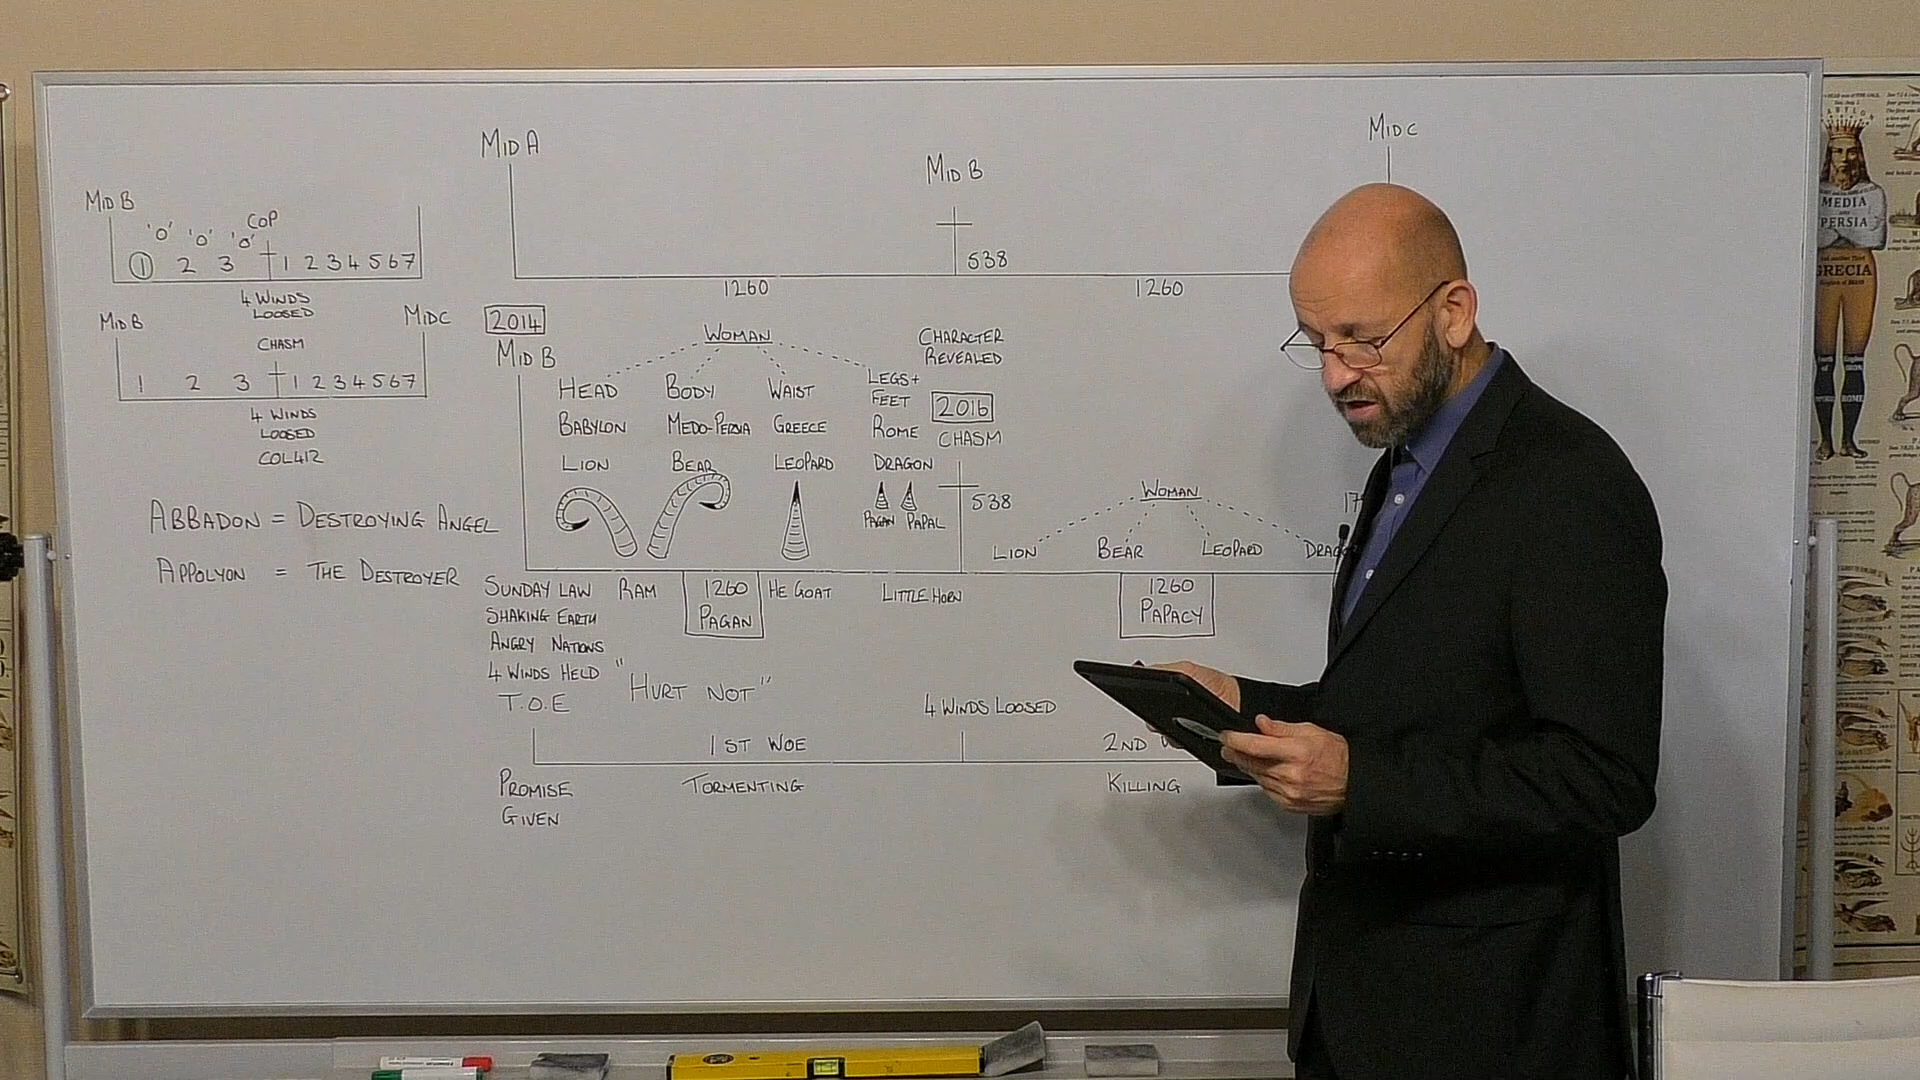 MID A
MID B
538
1260
1260
MID C
MID B
'0' '0' '0' COP
1 2 3 1 2 3 4 5 6 7
4 WINDS
LOOSED
MID B
MID C
CHASM
1 2 3 1 2 3 4 5 6 7
4 WINDS
LOOSED
COL412
ABBADON = DESTROYING ANGEL
APPOLYON = THE DESTROYER
2014
MID B
WOMAN
HEAD BODY WAIST LEGS+
FEET
BABYLON MEDO-PERSIA GREECE ROME
LION BEAR LEOPARD DRAGON
PAGAN PAPAL
CHARACTER
REVEALED
2016
CHASM
538
WOMAN
LION BEAR LEOPARD
SUNDAY LAW RAM 1260 HE GOAT LITTLE HORN
PAGAN
1260
PAPACY
SHAKING EARTH
ANGRY NATIONS
4 WINDS HELD
T.O.E
"HURT NOT"
4 WINDS LOOSED
1ST WOE
2ND
PROMISE
GIVEN
TORMENTING
KILLING
MEDIA
PERSIA
GRECIA